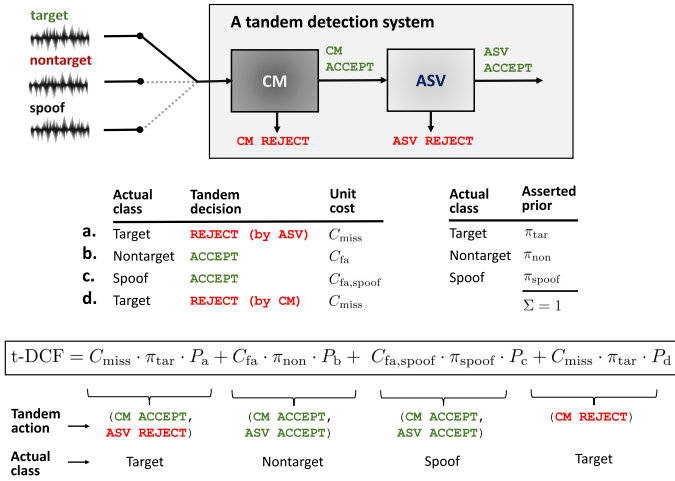 target
A tandem detection system
nontarget
spoof
CM
CM
ACCEPT
ASV
ASV
ACCEPT
CM REJECT
ASV REJECT
Actual class Tandem decision Unit cost
a. Target REJECT (by ASV) C_miss
b. Nontarget ACCEPT C_fa
c. Spoof ACCEPT C_fa,spoof
d. Target REJECT (by CM) C_miss
Actual class Asserted prior
Target π_tar
Nontarget π_non
Spoof π_spoof
Σ = 1
t-DCF = C_miss · π_tar · P_a + C_fa · π_non · P_b + C_fa,spoof · π_spoof · P_c + C_miss · π_tar · P_d
Tandem action
(CM ACCEPT,
ASV REJECT)
(CM ACCEPT,
ASV ACCEPT)
(CM ACCEPT,
ASV ACCEPT)
(CM REJECT)
Actual class
Target Nontarget Spoof Target